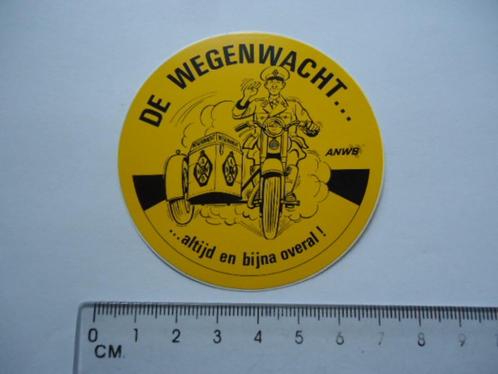 DE WEGENWACHT...
ANWB
...altijd en bijna overal !
0 1 2 3 4 5 6 7 8 9
CM